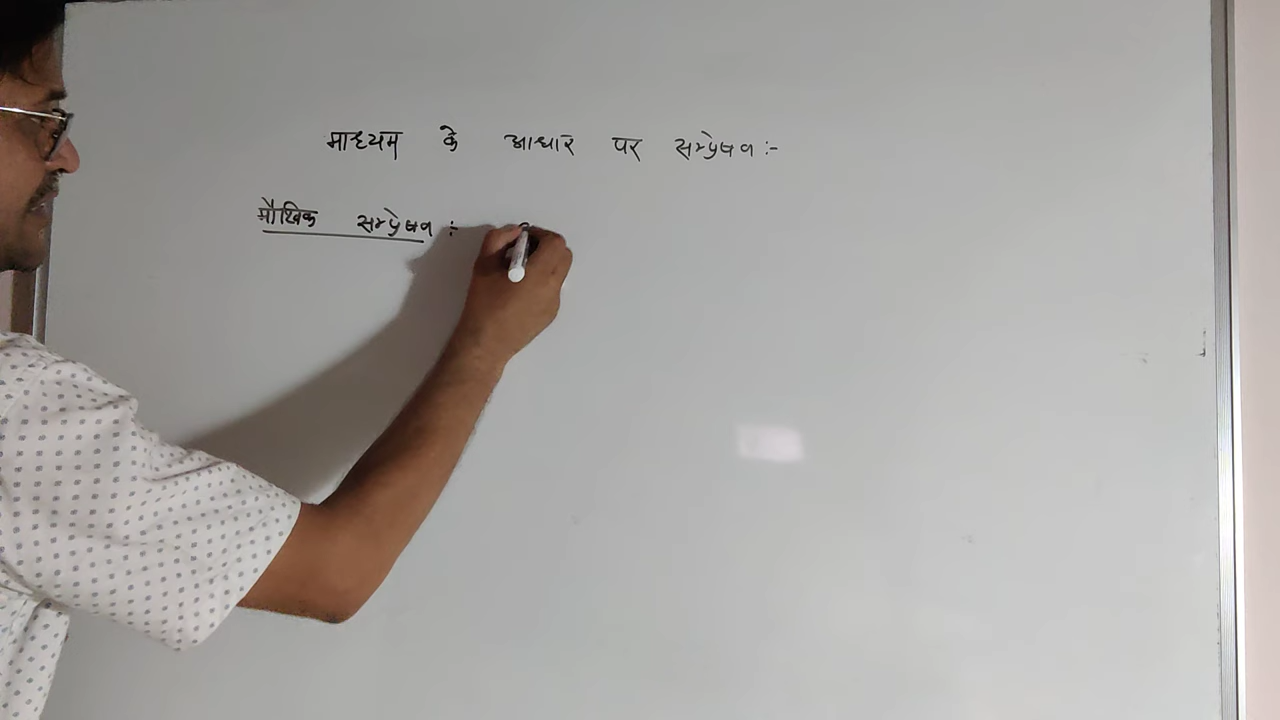 माध्यम के आधार पर सम्प्रेषण :-
मौखिक सम्प्रेषण :-